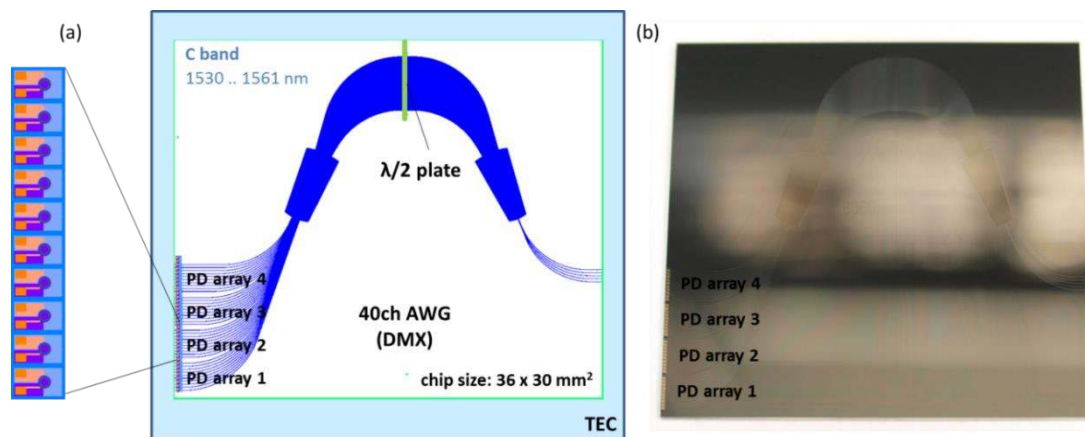 (a)
C band
1530 .. 1561 nm
λ/2 plate
PD array 4
PD array 3
PD array 2
PD array 1
40ch AWG
(DMX)
chip size: 36 x 30 mm²
TEC
(b)
PD array 4
PD array 3
PD array 2
PD array 1